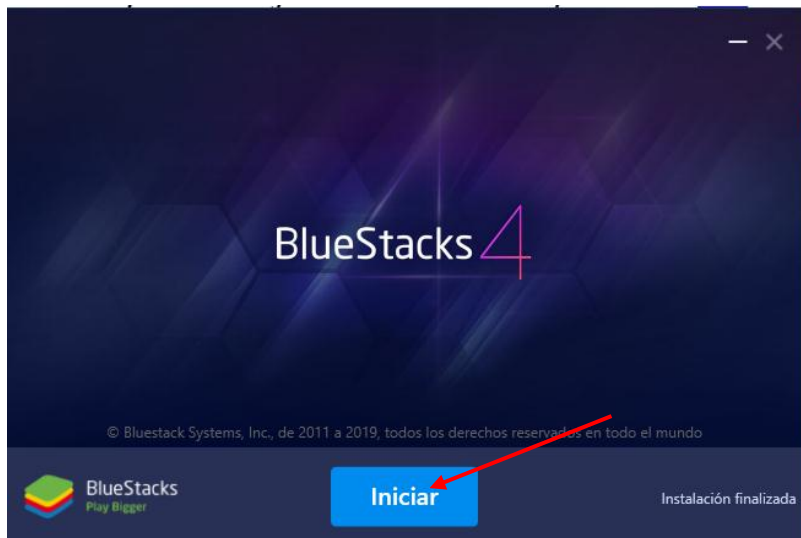 BlueStacks 4
© Bluestack Systems, Inc., de 2011 a 2019, todos los derechos reservados en todo el mundo
BlueStacks
Play Bigger
Iniciar
Instalación finalizada